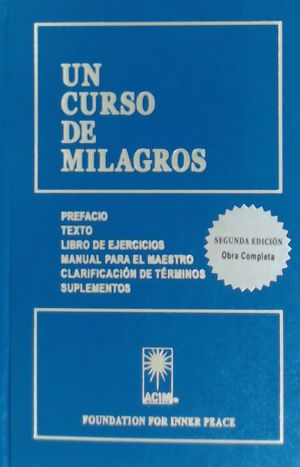 UN
CURSO
DE
MILAGROS
PREFACIO
TEXTO
LIBRO DE EJERCICIOS
MANUAL PARA EL MAESTRO
CLARIFICACIÓN DE TÉRMINOS
SUPLEMENTOS
SEGUNDA EDICIÓN
Obra Completa
ACIM®
FOUNDATION FOR INNER PEACE